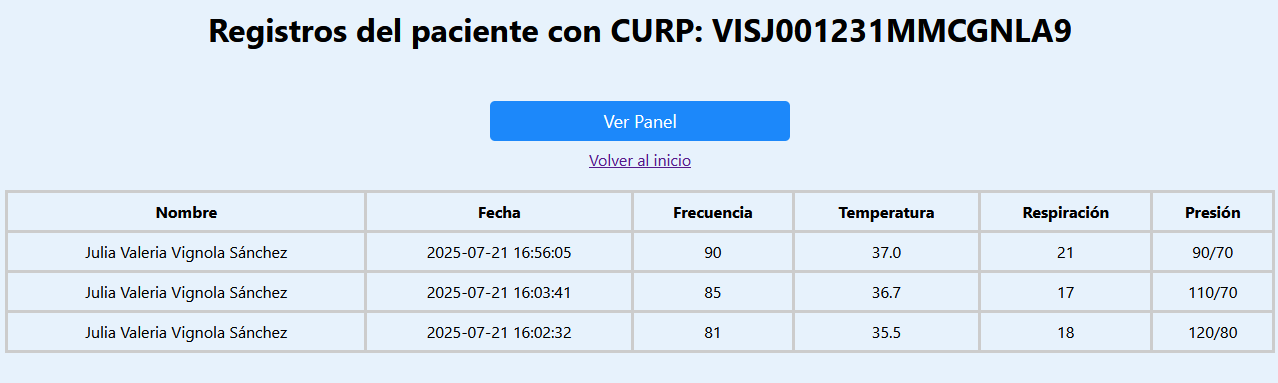 Registros del paciente con CURP: VISJ001231MMCGNLA9
Ver Panel
Volver al inicio
Nombre Fecha Frecuencia Temperatura Respiración Presión
Julia Valeria Vignola Sánchez 2025-07-21 16:56:05 90 37.0 21 90/70
Julia Valeria Vignola Sánchez 2025-07-21 16:03:41 85 36.7 17 110/70
Julia Valeria Vignola Sánchez 2025-07-21 16:02:32 81 35.5 18 120/80